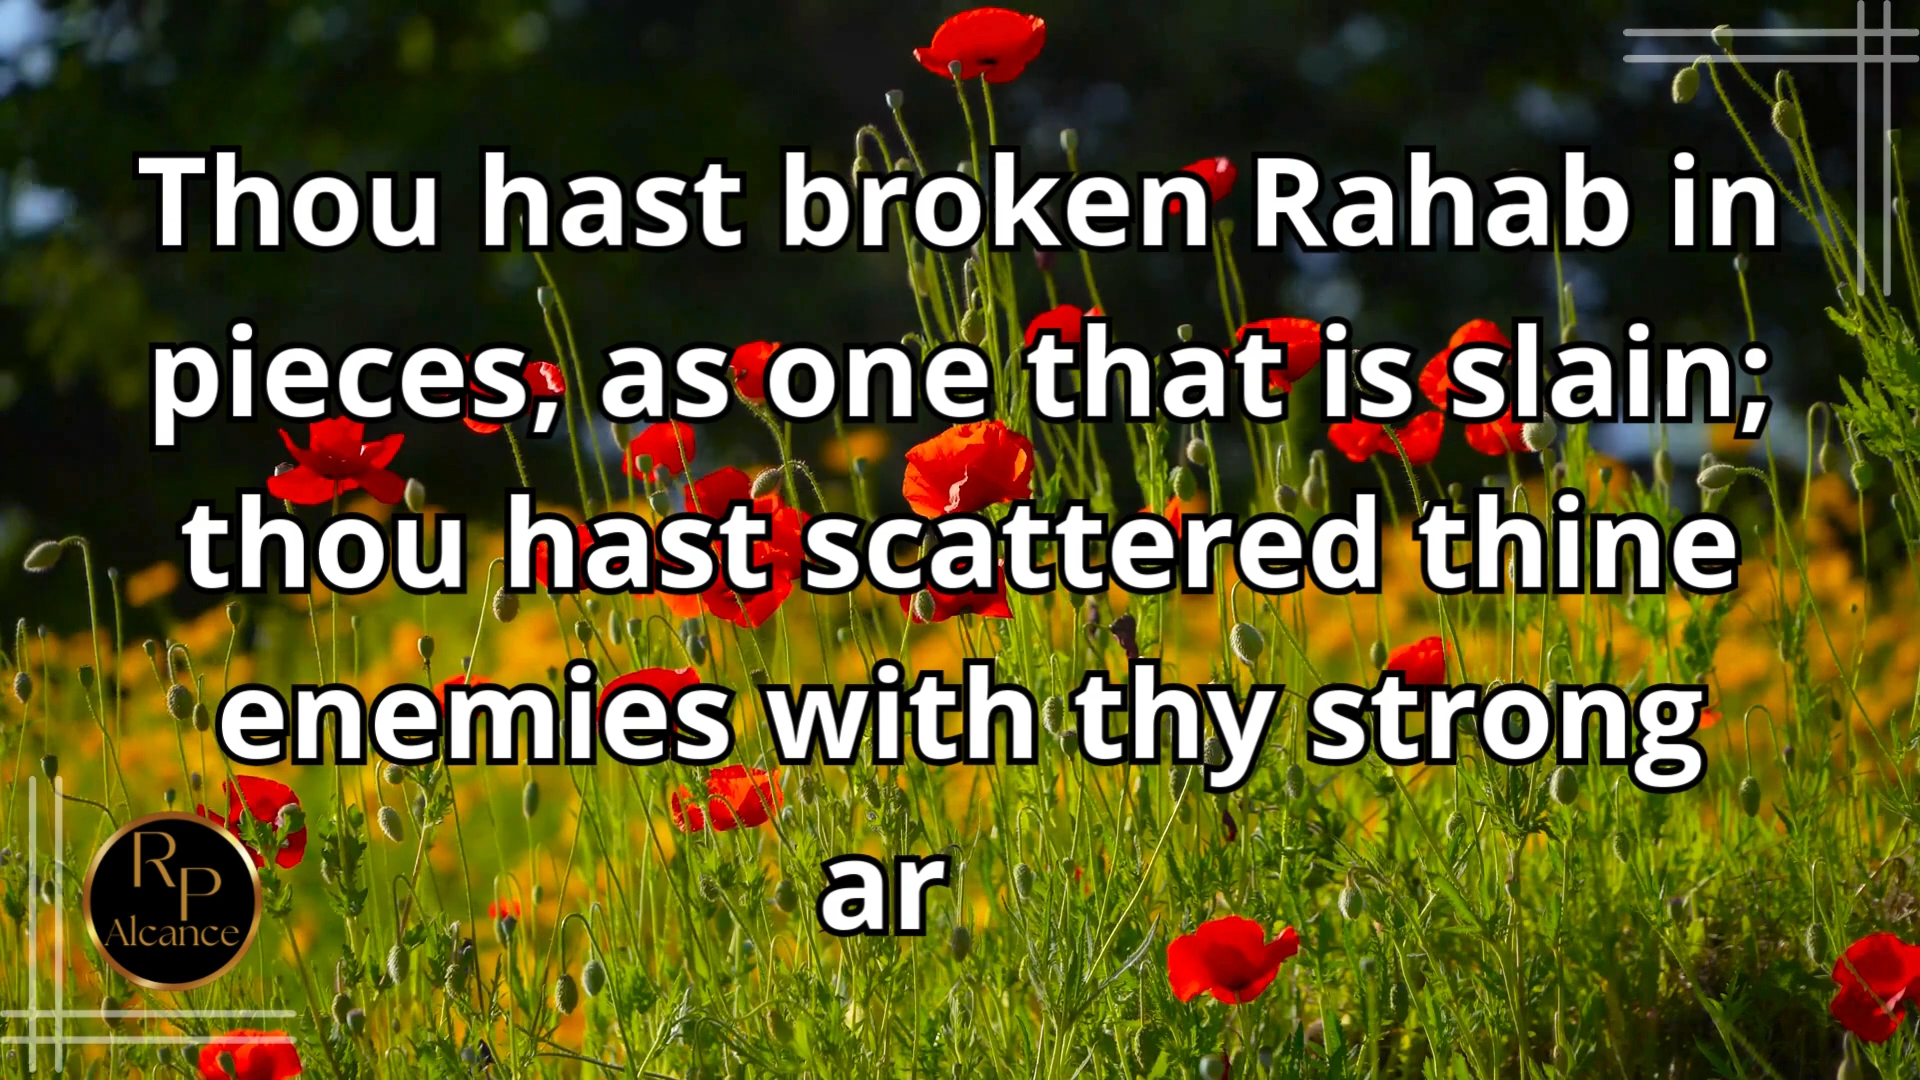 Thou hast broken Rahab in
pieces, as one that is slain;
thou hast scattered thine
enemies with thy strong
ar
RP
Alcance